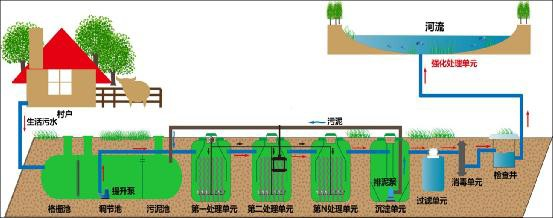 河流
强化处理单元
村户
生活污水
污泥
提升泵
排泥泵
格栅池
调节池
污泥池
第一处理单元
第二处理单元
第N处理单元
沉淀单元
过滤单元
消毒单元
检查井